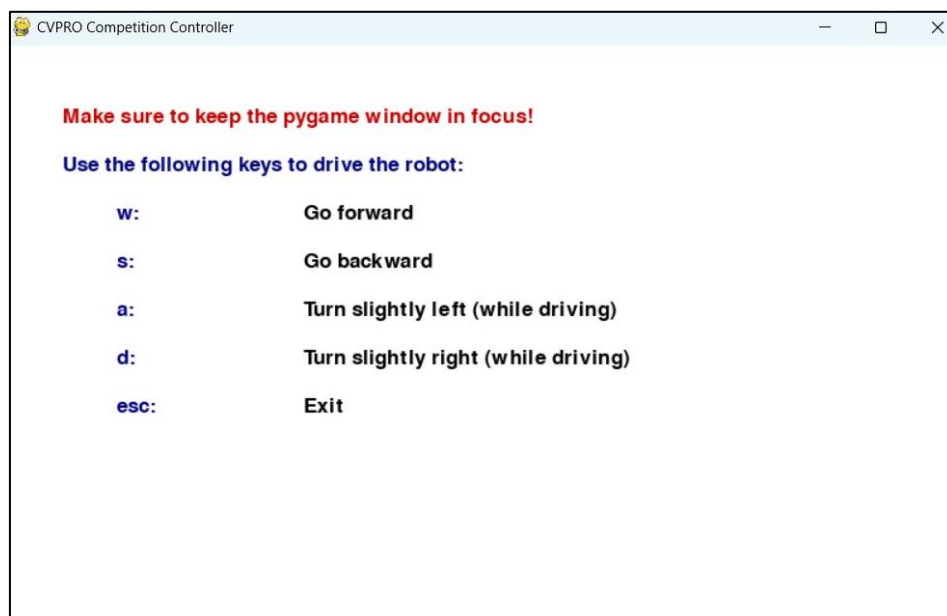 CVPRO Competition Controller
Make sure to keep the pygame window in focus!
Use the following keys to drive the robot:
w: Go forward
s: Go backward
a: Turn slightly left (while driving)
d: Turn slightly right (while driving)
esc: Exit